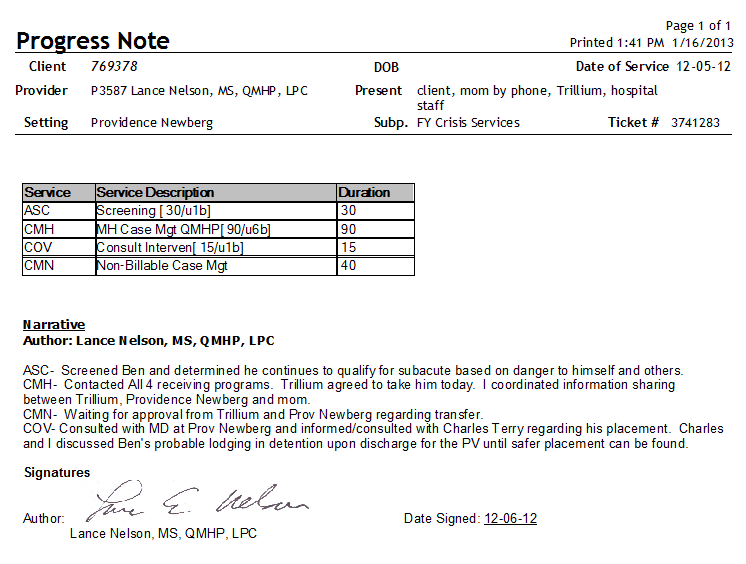 Page 1 of 1
Progress Note
Printed 1:41 PM 1/16/2013
Client 769378 DOB Date of Service 12-05-12
Provider P3587 Lance Nelson, MS, QMHP, LPC Present client, mom by phone, Trillium, hospital
staff
Setting Providence Newberg Subp. FY Crisis Services Ticket # 3741283
Service Service Description Duration
ASC Screening [ 30/u1b] 30
CMH MH Case Mgt QMHP[ 90/u6b] 90
COV Consult Interven[ 15/u1b] 15
CMN Non-Billable Case Mgt 40
Narrative
Author: Lance Nelson, MS, QMHP, LPC
ASC- Screened Ben and determined he continues to qualify for subacute based on danger to himself and others.
CMH- Contacted All 4 receiving programs. Trillium agreed to take him today. I coordinated information sharing
between Trillium, Providence Newberg and mom.
CMN- Waiting for approval from Trillium and Prov Newberg regarding transfer.
COV- Consulted with MD at Prov Newberg and informed/consulted with Charles Terry regarding his placement. Charles
and I discussed Ben's probable lodging in detention upon discharge for the PV until safer placement can be found.
Signatures
Lance E. Nelson
Author: Date Signed: 12-06-12
Lance Nelson, MS, QMHP, LPC